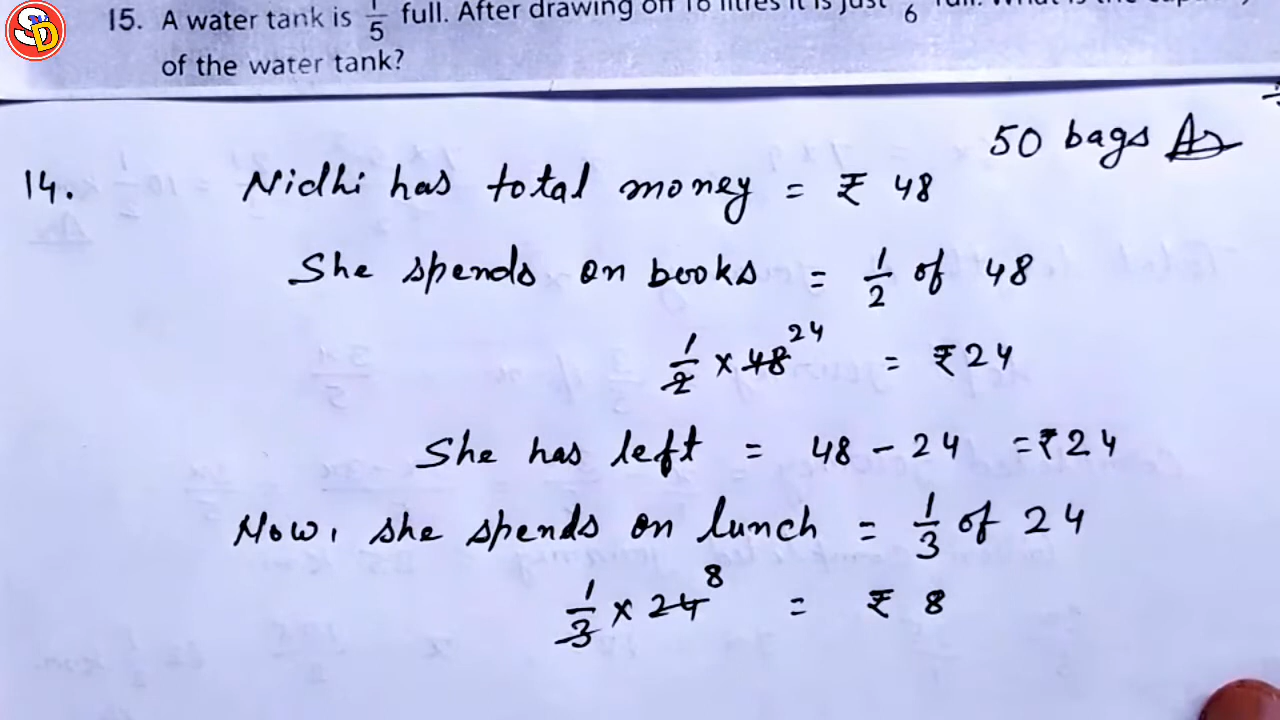 SD
15. A water tank is 1/5 full. After drawing off 18 litres it is just /6
of the water tank?
50 bags Ans
14. Nidhi has total money = ₹ 48
She spends on books = 1/2 of 48
1/2 × 48 24 = ₹24
She has left = 48 - 24 = ₹24
Now, she spends on lunch = 1/3 of 24
1/3 × 24 8 = ₹ 8